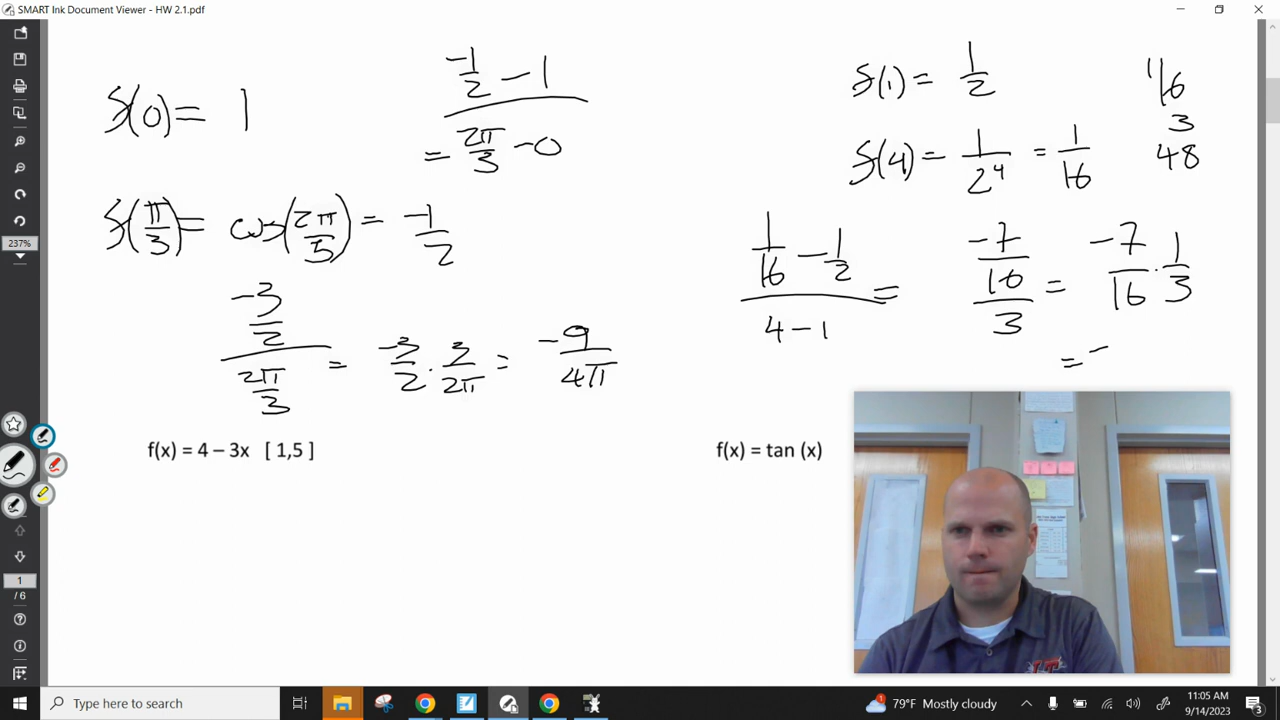 SMART Ink Document Viewer - HW 2.1.pdf
f(0) = 1
-1/2 - 1
= 2π/3 - 0
f(π/3) = cos(2π/3) = -1/2
-3/2
2π/3
= -3/2 · 3/2π = -9/4π
f(1) = 1/2
f(4) = 1/2^4 = 1/16
1/16 - 1/2
4 - 1
= -7/16
3
= -7/16 · 1/3
= -
16
3
48
237%
f(x) = 4 – 3x [ 1,5 ]
f(x) = tan (x)
1
/ 6
Type here to search
79°F Mostly cloudy
11:05 AM
9/14/2023
1
3